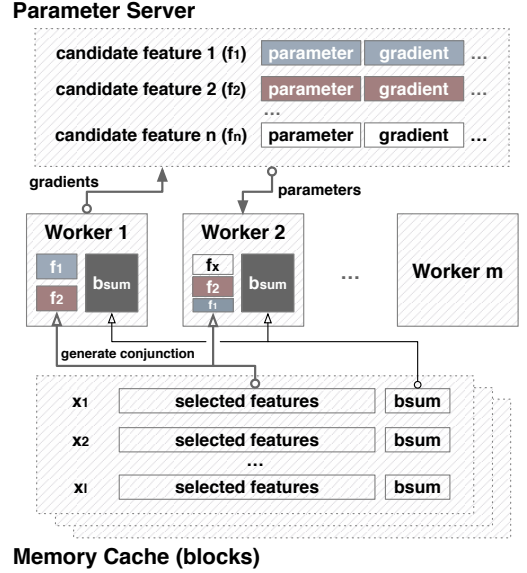 Parameter Server
candidate feature 1 (f1) parameter gradient ...
candidate feature 2 (f2) parameter gradient ...
...
candidate feature n (fn) parameter gradient ...
gradients
parameters
Worker 1
f1
f2
bsum
Worker 2
fx
f2
f1
bsum
...
Worker m
generate conjunction
x1 selected features bsum
x2 selected features bsum
...
xl selected features bsum
Memory Cache (blocks)